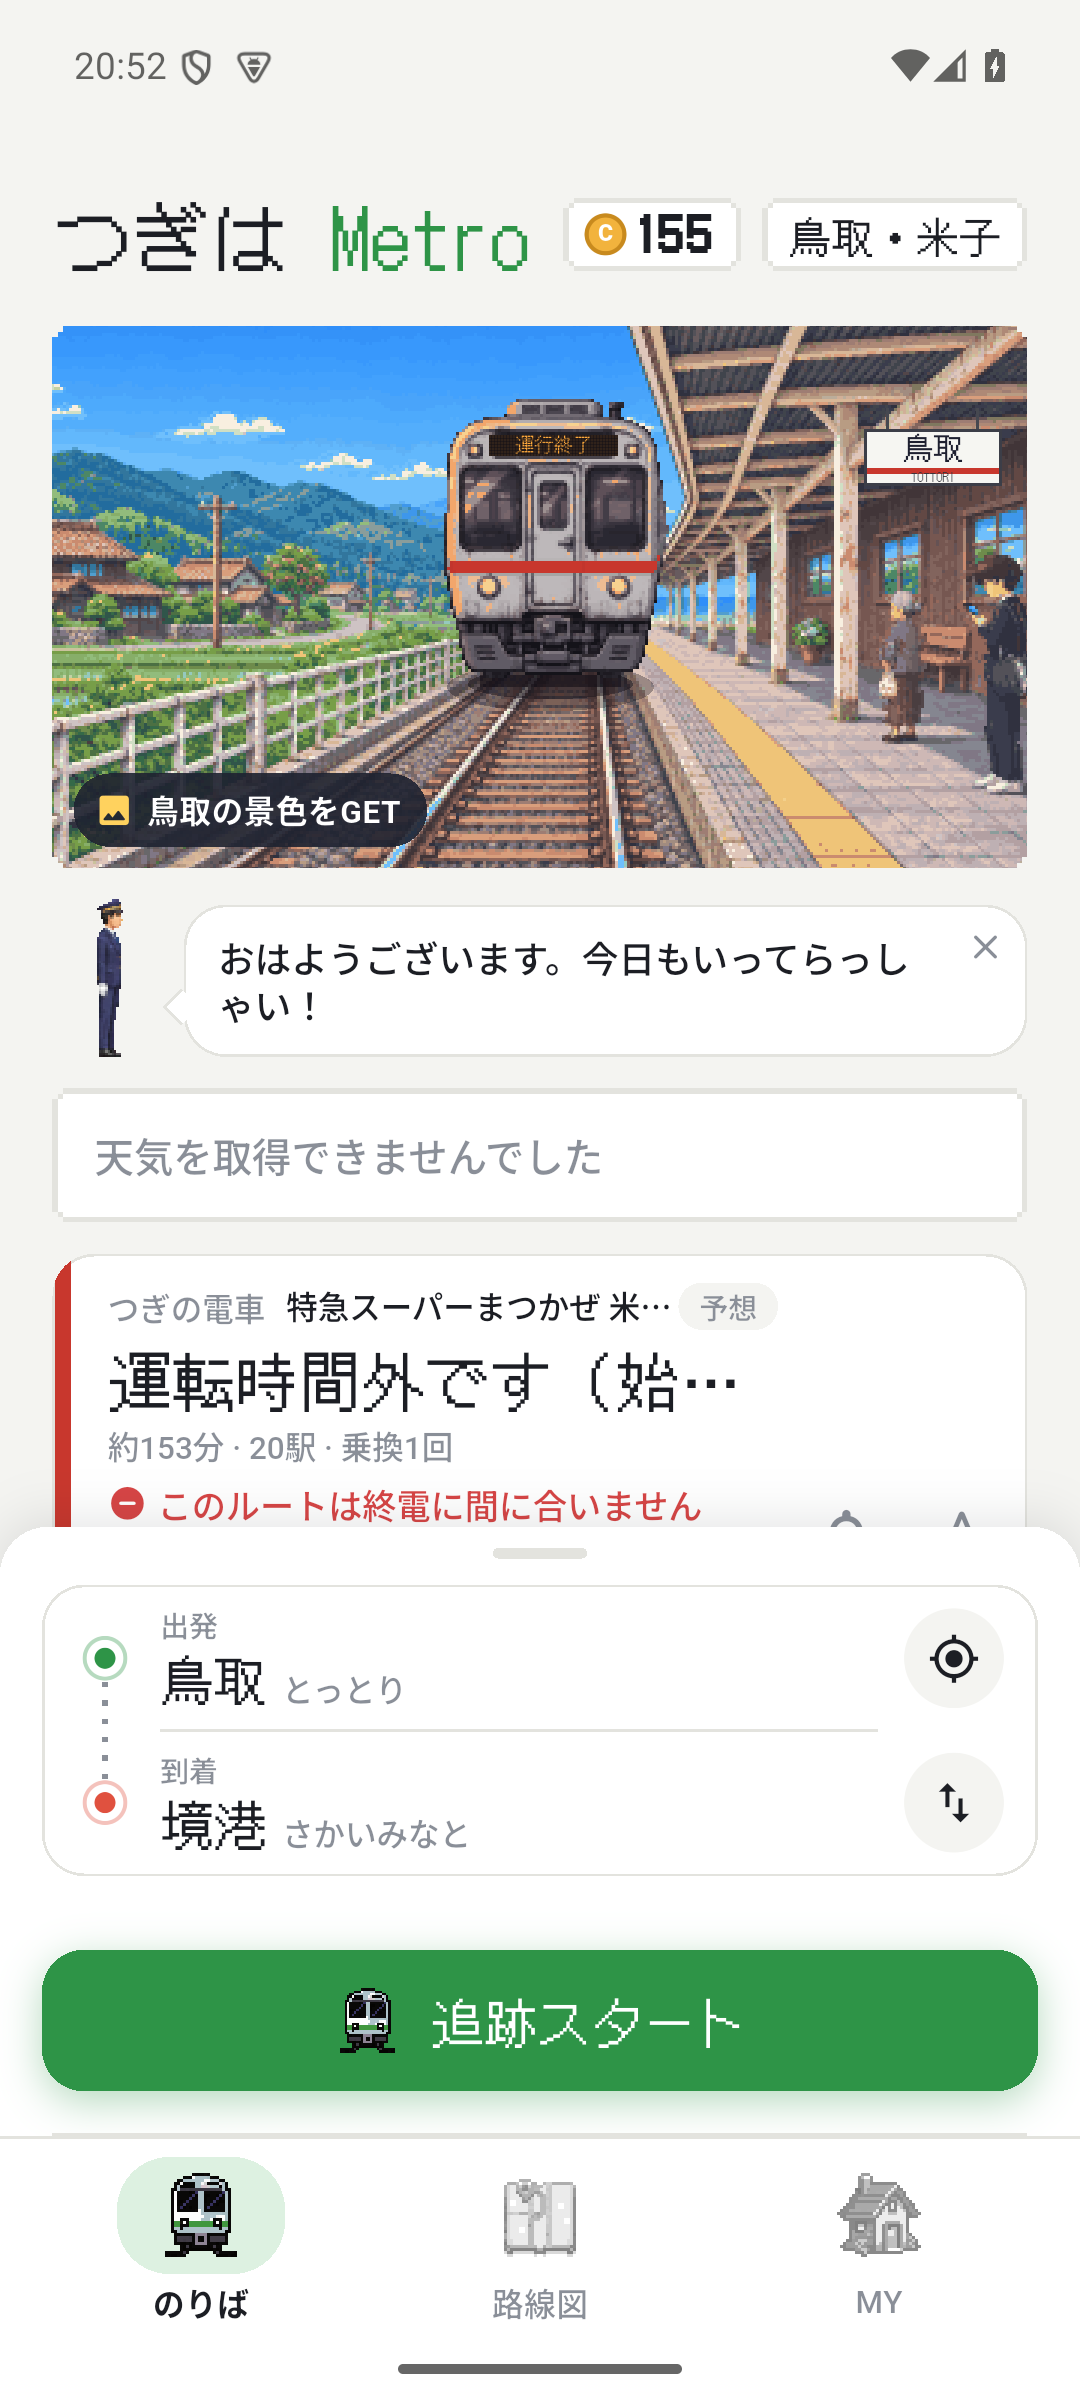 20:52
つぎは Metro
C 155
鳥取・米子
運行終了
鳥取
TOTTORI
鳥取の景色をGET
おはようございます。今日もいってらっし
ゃい！
天気を取得できませんでした
つぎの電車 特急スーパーまつかぜ 米… 予想
運転時間外です（始…
約153分 · 20駅 · 乗換1回
このルートは終電に間に合いません
出発
鳥取 とっとり
到着
境港 さかいみなと
追跡スタート
のりば
路線図
MY